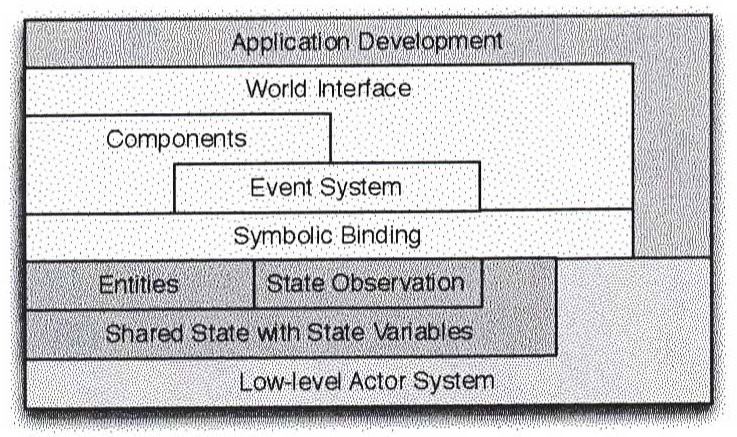 Application Development
World Interface
Components
Event System
Symbolic Binding
Entities
State Observation
Shared State with State Variables
Low-level Actor System